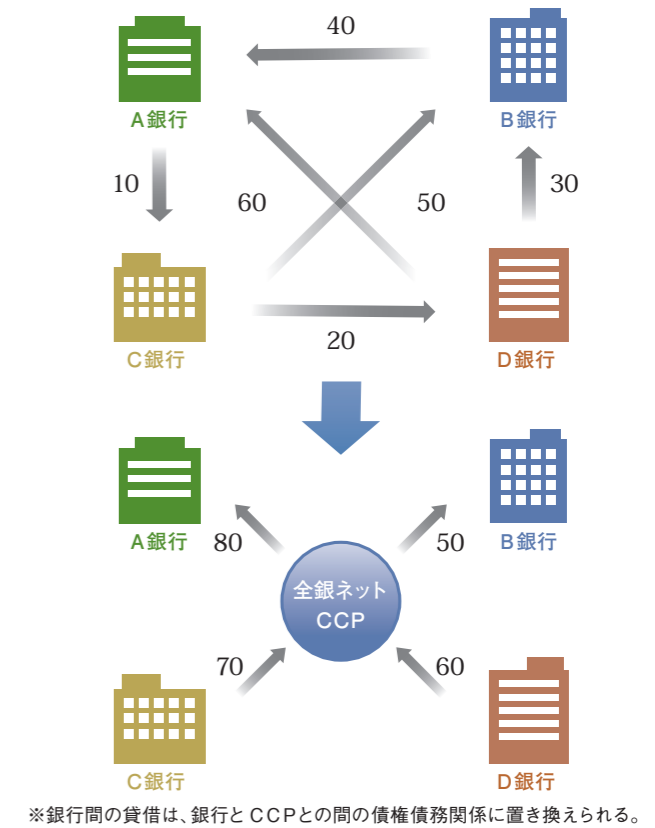 40
A銀行
B銀行
10
60
50
30
20
C銀行
D銀行
A銀行
80
50
B銀行
全銀ネット
CCP
70
60
C銀行
D銀行
※銀行間の貸借は、銀行とCCPとの間の債権債務関係に置き換えられる。